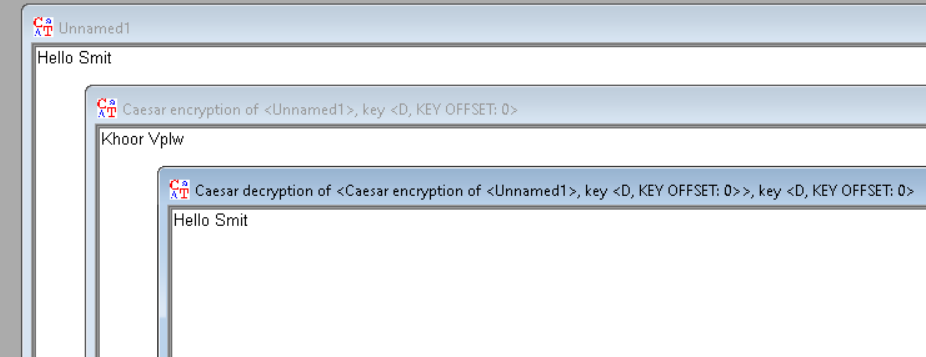 Unnamed1
Hello Smit
Caesar encryption of <Unnamed1>, key <D, KEY OFFSET: 0>
Khoor Vplw
Caesar decryption of <Caesar encryption of <Unnamed1>, key <D, KEY OFFSET: 0>>, key <D, KEY OFFSET: 0>
Hello Smit